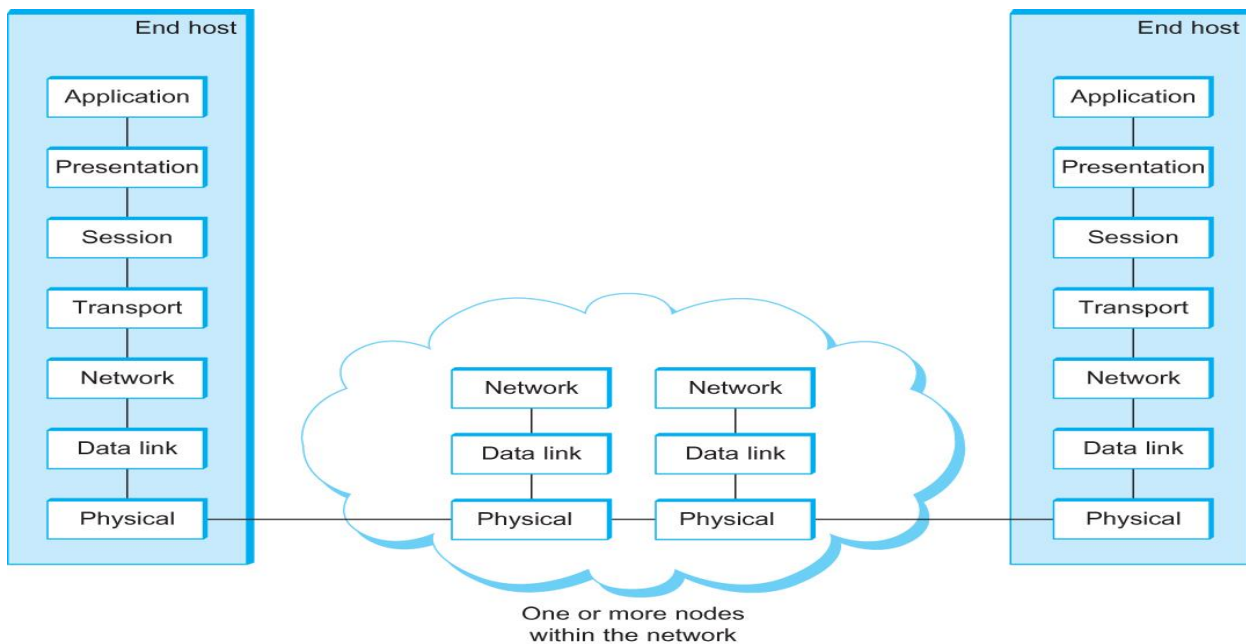 End host
Application
Presentation
Session
Transport
Network
Data link
Physical
Network
Data link
Physical
Network
Data link
Physical
One or more nodes
within the network
End host
Application
Presentation
Session
Transport
Network
Data link
Physical